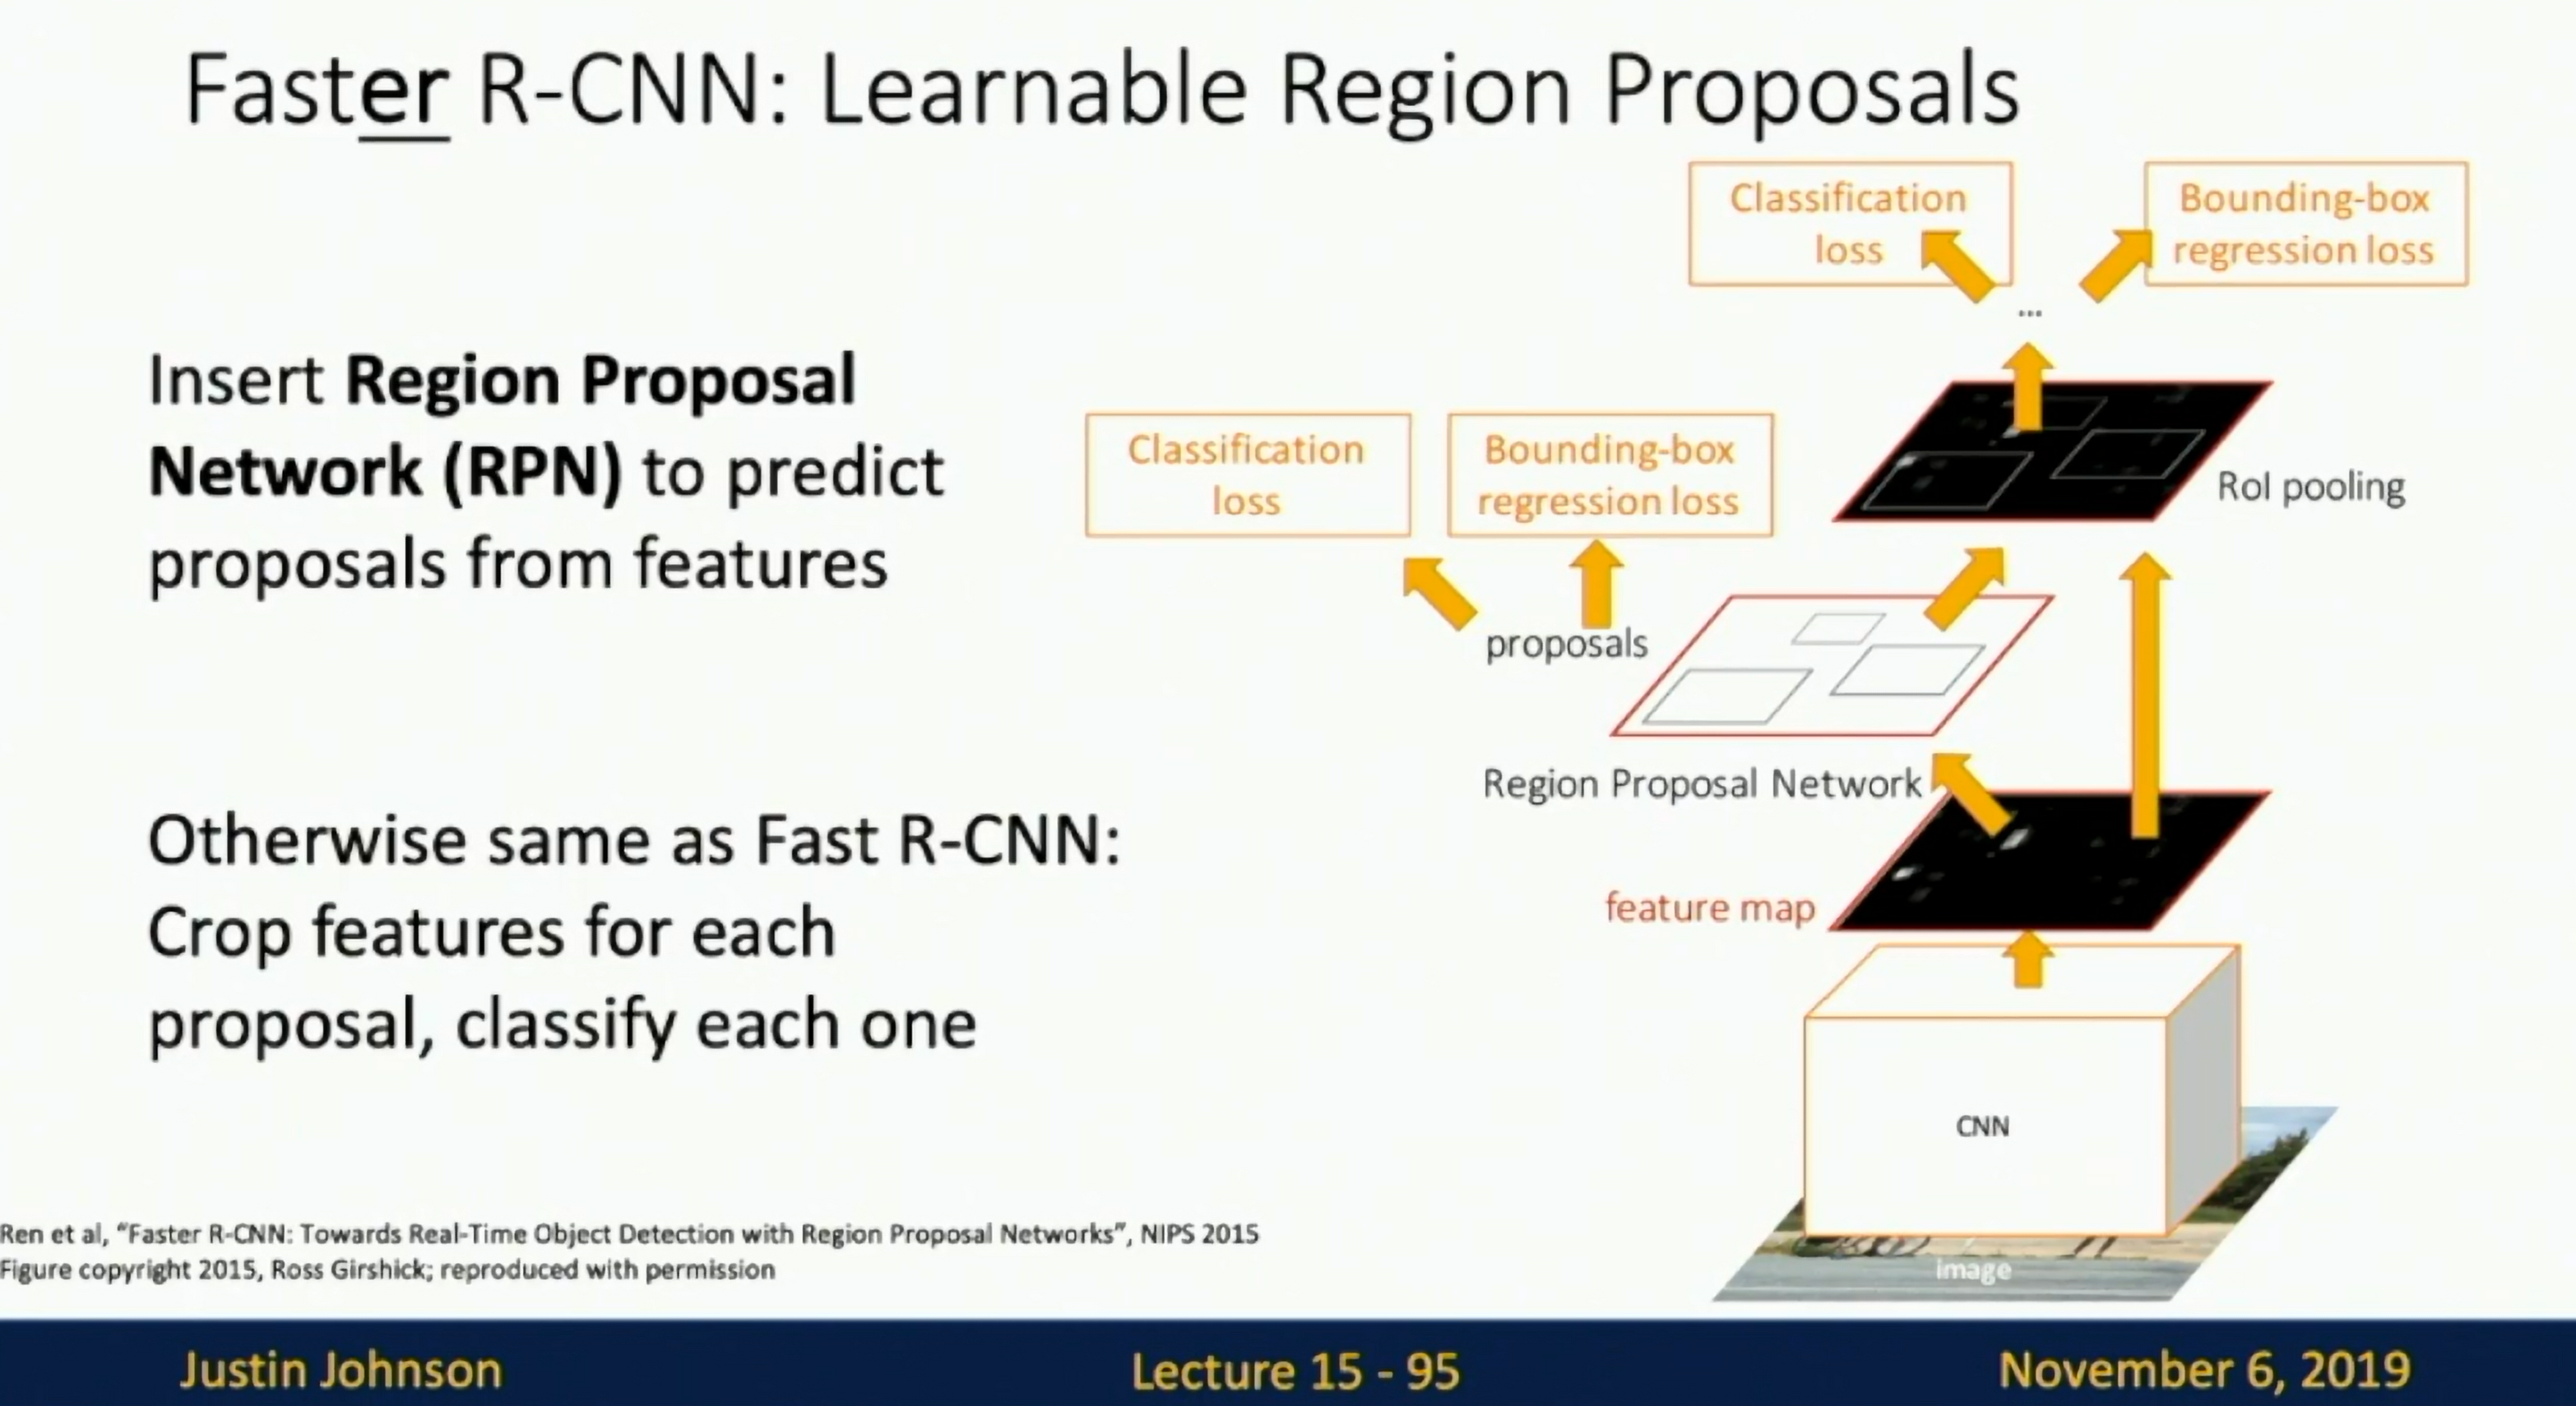 Faster R-CNN: Learnable Region Proposals
Insert Region Proposal
Network (RPN) to predict
proposals from features
Otherwise same as Fast R-CNN:
Crop features for each
proposal, classify each one
Classification
loss
Bounding-box
regression loss
...
RoI pooling
Classification
loss
Bounding-box
regression loss
proposals
Region Proposal Network
feature map
CNN
image
Ren et al, “Faster R-CNN: Towards Real-Time Object Detection with Region Proposal Networks”, NIPS 2015
Figure copyright 2015, Ross Girshick; reproduced with permission
Justin Johnson
Lecture 15 - 95
November 6, 2019